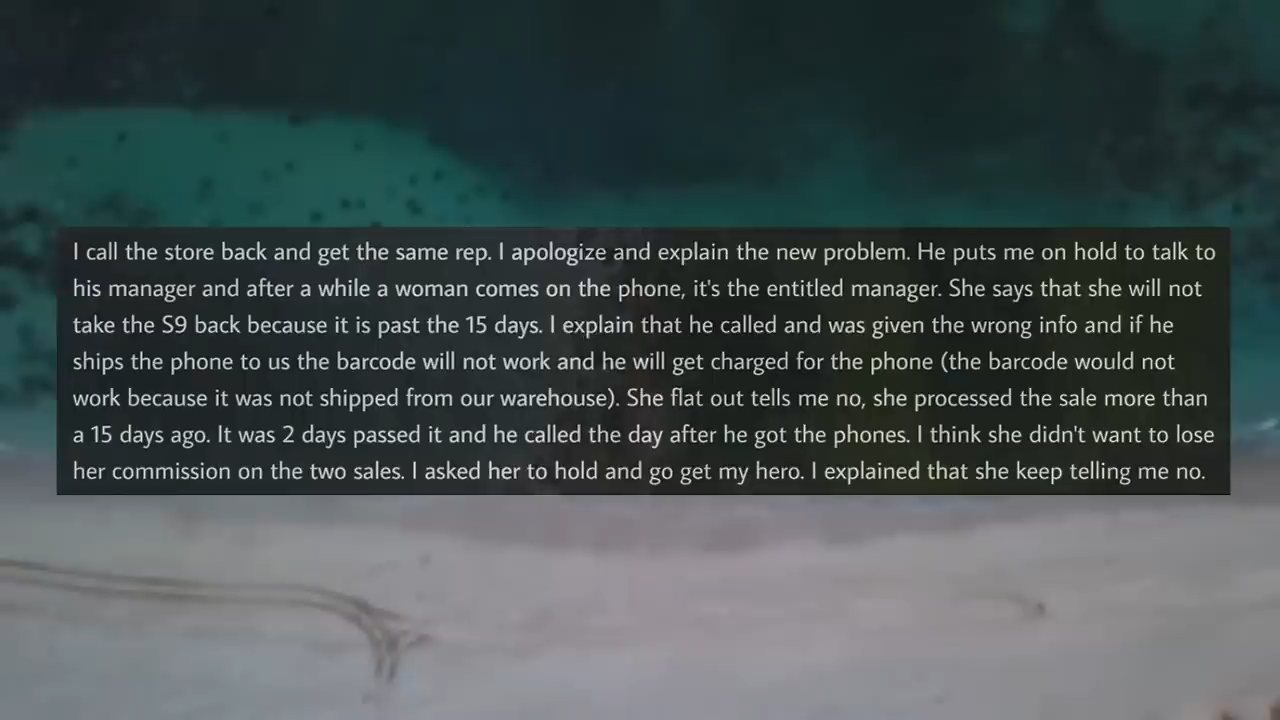 I call the store back and get the same rep. I apologize and explain the new problem. He puts me on hold to talk to
his manager and after a while a woman comes on the phone, it's the entitled manager. She says that she will not
take the S9 back because it is past the 15 days. I explain that he called and was given the wrong info and if he
ships the phone to us the barcode will not work and he will get charged for the phone (the barcode would not
work because it was not shipped from our warehouse). She flat out tells me no, she processed the sale more than
a 15 days ago. It was 2 days passed it and he called the day after he got the phones. I think she didn't want to lose
her commission on the two sales. I asked her to hold and go get my hero. I explained that she keep telling me no.